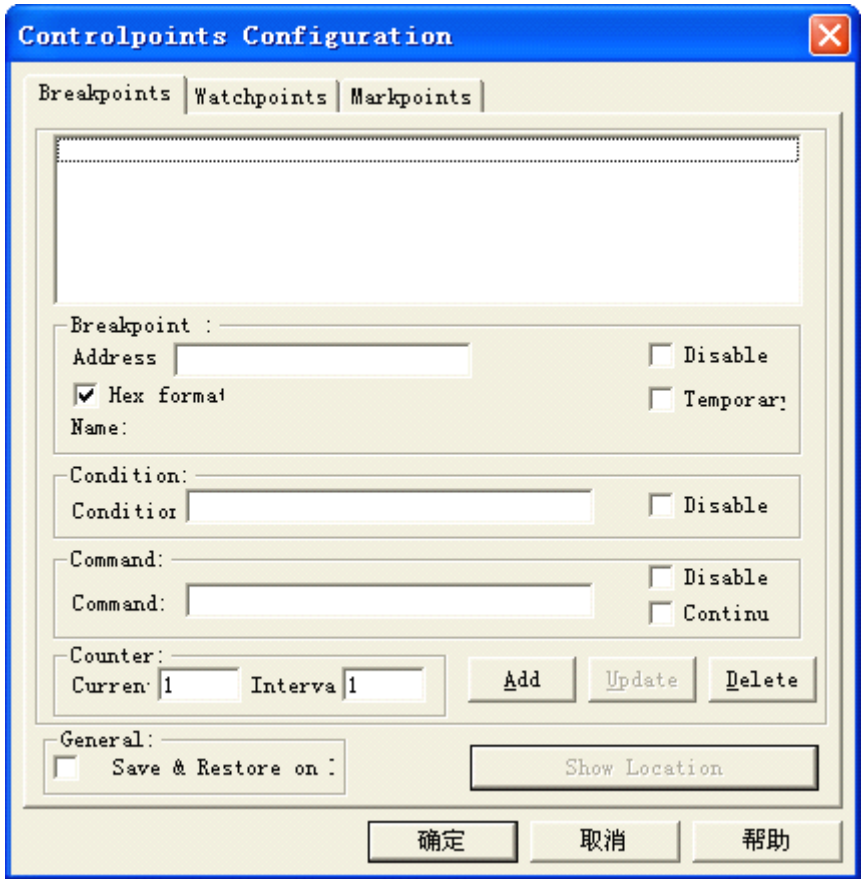 Controlpoints Configuration
Breakpoints Watchpoints Markpoints
Breakpoint :
Address Disable
Hex format Temporary
Name:
Condition:
Condition Disable
Command:
Disable
Command:
Continu
Counter:
Curren 1 Interva 1 Add Update Delete
General:
Save & Restore on
Show Location
确定 取消 帮助